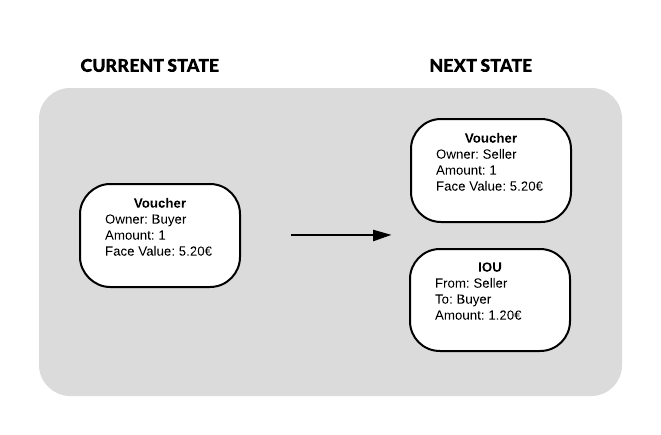 CURRENT STATE
NEXT STATE
Voucher
Owner: Buyer
Amount: 1
Face Value: 5.20€
Voucher
Owner: Seller
Amount: 1
Face Value: 5.20€
IOU
From: Seller
To: Buyer
Amount: 1.20€